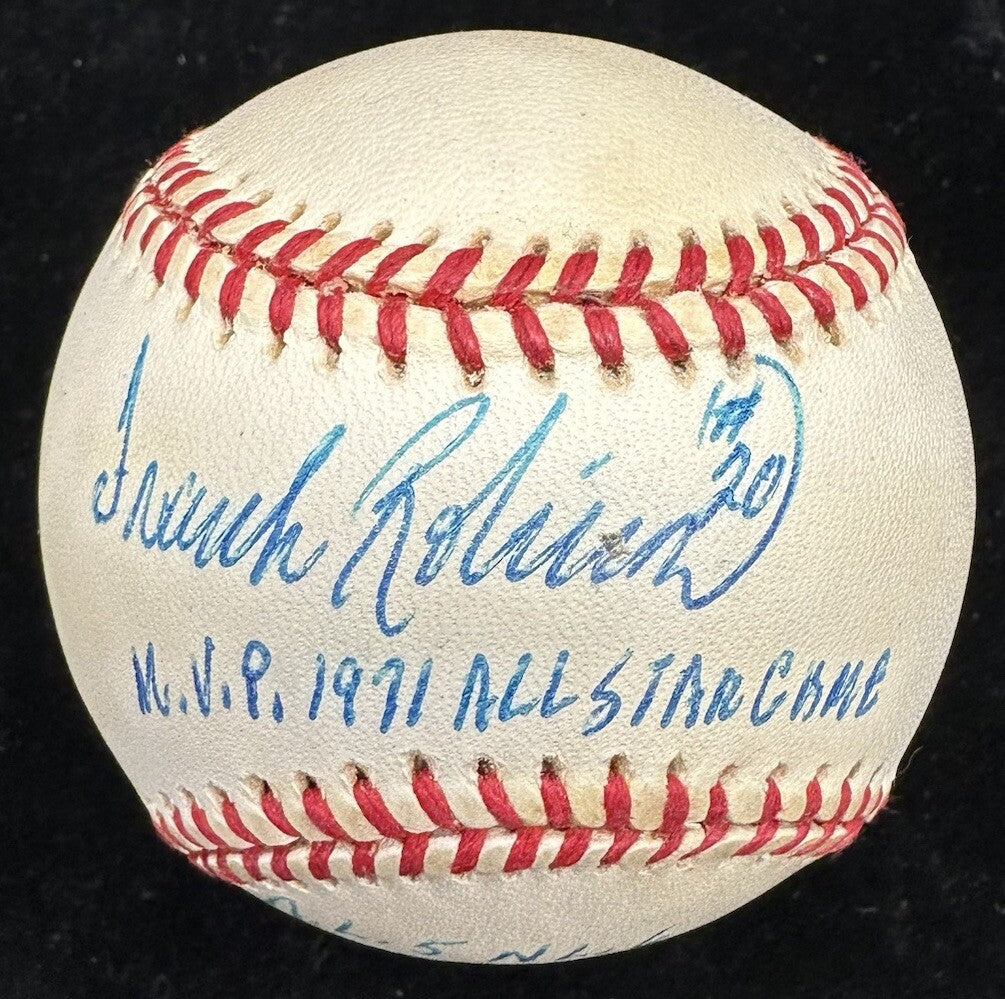 Frank Robinson #20
M.V.P. 1971 ALL STAR GAME